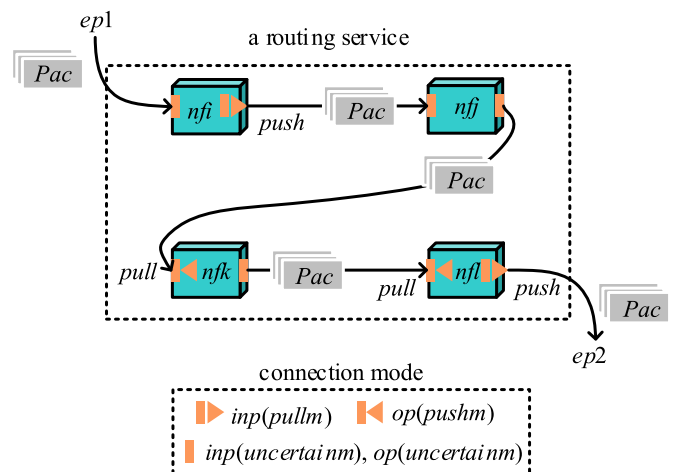 ep1
a routing service
Pac
nfi
push
Pac
nfj
Pac
pull
nfk
Pac
pull
nfl
push
Pac
ep2
connection mode
inp(pullm) op(pushm)
inp(uncertainm), op(uncertainm)